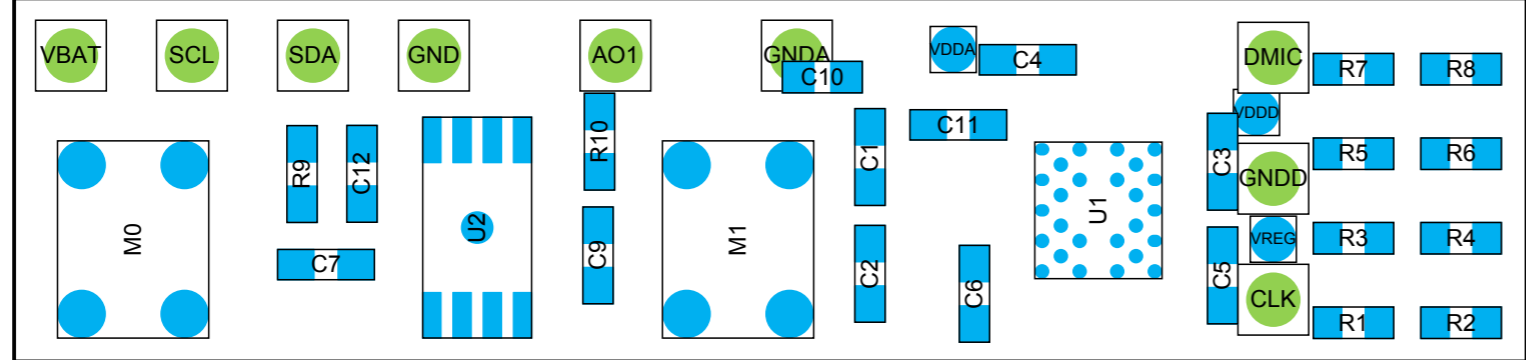 VBAT
SCL
SDA
GND
AO1
GNDA
C10
VDDA
C4
DMIC
R7
R8
VDDD
C11
R10
C1
C3
R5
R6
R9
C12
GNDD
U2
M0
M1
U1
C7
C9
C2
C6
C5
VREG
R3
R4
CLK
R1
R2